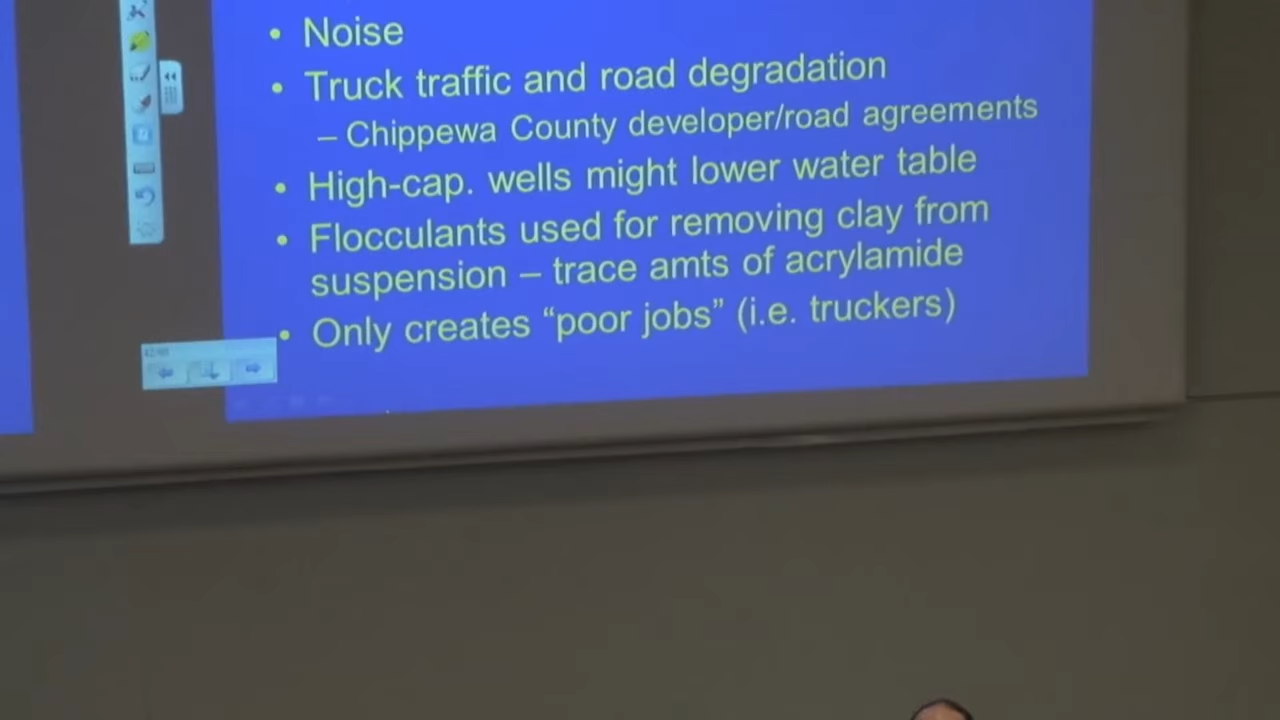 • Noise
• Truck traffic and road degradation
– Chippewa County developer/road agreements
• High-cap. wells might lower water table
• Flocculants used for removing clay from
suspension – trace amts of acrylamide
• Only creates “poor jobs” (i.e. truckers)